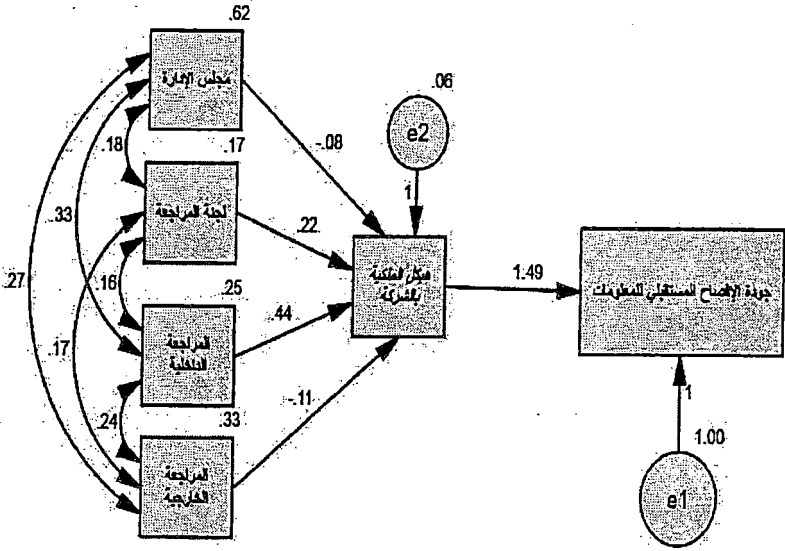 .62
مجلس الإدارة
.06
e2
.18
.17
-.08
1
لجنة المراجعة
.33
.22
هيكل الملكية
بالشركة
1.49
جودة الإفصاح المستقبلي للمعلومات
.27
.16
.25
.44
.17
المراجعة
الداخلية
-.11
.24
.33
1
1.00
المراجعة
الخارجية
e1